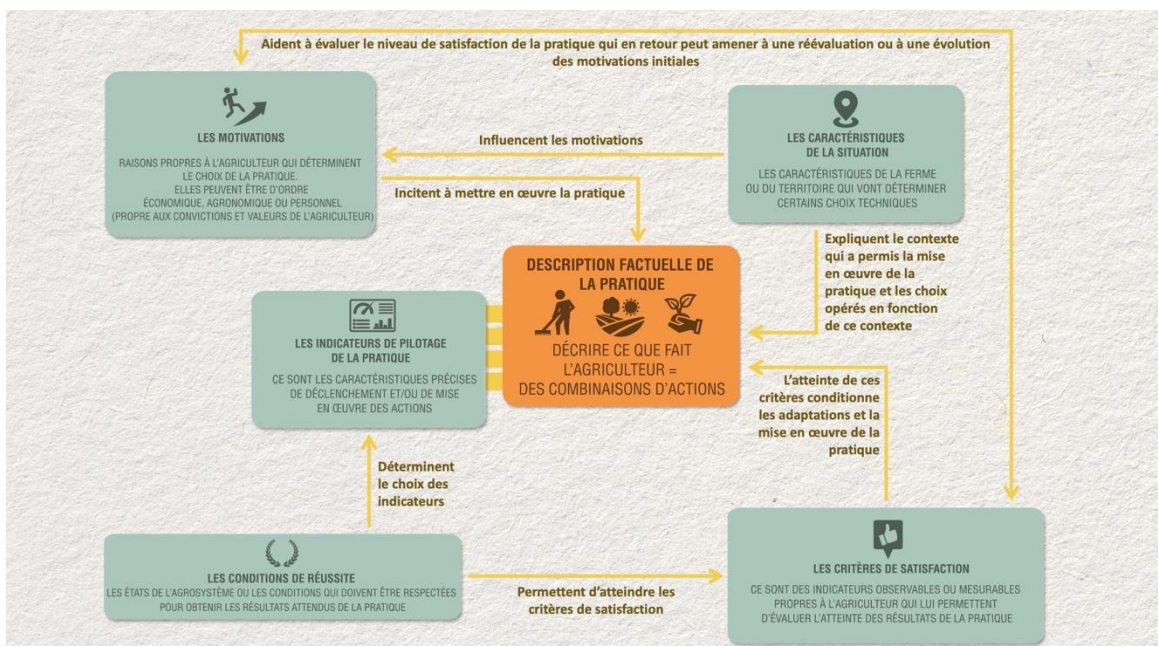 Aident à évaluer le niveau de satisfaction de la pratique qui en retour peut amener à une réévaluation ou à une évolution
des motivations initiales
LES MOTIVATIONS
RAISONS PROPRES À L'AGRICULTEUR QUI DÉTERMINENT
LE CHOIX DE LA PRATIQUE.
ELLES PEUVENT ÊTRE D'ORDRE
ÉCONOMIQUE, AGRONOMIQUE OU PERSONNEL
(PROPRE AUX CONVICTIONS ET VALEURS DE L'AGRICULTEUR)
Influencent les motivations
Incitent à mettre en œuvre la pratique
LES CARACTÉRISTIQUES
DE LA SITUATION
LES CARACTÉRISTIQUES DE LA FERME
OU DU TERRITOIRE QUI VONT DÉTERMINER
CERTAINS CHOIX TECHNIQUES
Expliquent le contexte
qui a permis la mise
en œuvre de la
pratique et les choix
opérés en fonction
de ce contexte
DESCRIPTION FACTUELLE DE
LA PRATIQUE
DÉCRIRE CE QUE FAIT
L'AGRICULTEUR =
DES COMBINAISONS D'ACTIONS
LES INDICATEURS DE PILOTAGE
DE LA PRATIQUE
CE SONT LES CARACTÉRISTIQUES PRÉCISES
DE DÉCLENCHEMENT ET/OU DE MISE
EN ŒUVRE DES ACTIONS
L'atteinte de ces
critères conditionne
les adaptations et la
mise en œuvre de la
pratique
Déterminent
le choix des
indicateurs
LES CONDITIONS DE RÉUSSITE
LES ÉTATS DE L'AGROSYSTÈME OU LES CONDITIONS QUI DOIVENT ÊTRE RESPECTÉES
POUR OBTENIR LES RÉSULTATS ATTENDUS DE LA PRATIQUE
Permettent d'atteindre les
critères de satisfaction
LES CRITÈRES DE SATISFACTION
CE SONT DES INDICATEURS OBSERVABLES OU MESURABLES
PROPRES À L'AGRICULTEUR QUI LUI PERMETTENT
D'ÉVALUER L'ATTEINTE DES RÉSULTATS DE LA PRATIQUE